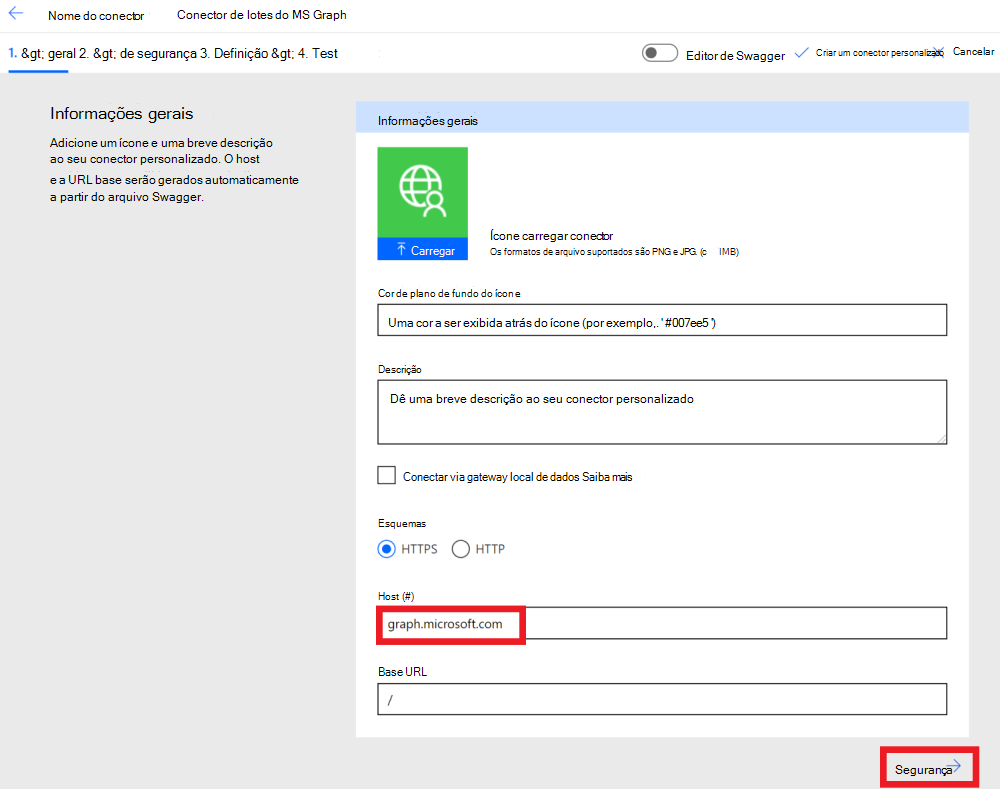 Nome do conector Conector de lotes do MS Graph
1. &gt; geral 2. &gt; de segurança 3. Definição &gt; 4. Test
Editor de Swagger Criar um conector personalizado Cancelar
Informações gerais
Adicione um ícone e uma breve descrição
ao seu conector personalizado. O host
e a URL base serão gerados automaticamente
a partir do arquivo Swagger.
Informações gerais
Carregar
Ícone carregar conector
Os formatos de arquivo suportados são PNG e JPG. (c IMB)
Cor de plano de fundo do ícone
Uma cor a ser exibida atrás do ícone (por exemplo,. '#007ee5')
Descrição
Dê uma breve descrição ao seu conector personalizado
Conectar via gateway local de dados Saiba mais
Esquemas
HTTPS HTTP
Host (#)
graph.microsoft.com
Base URL
/
Segurança